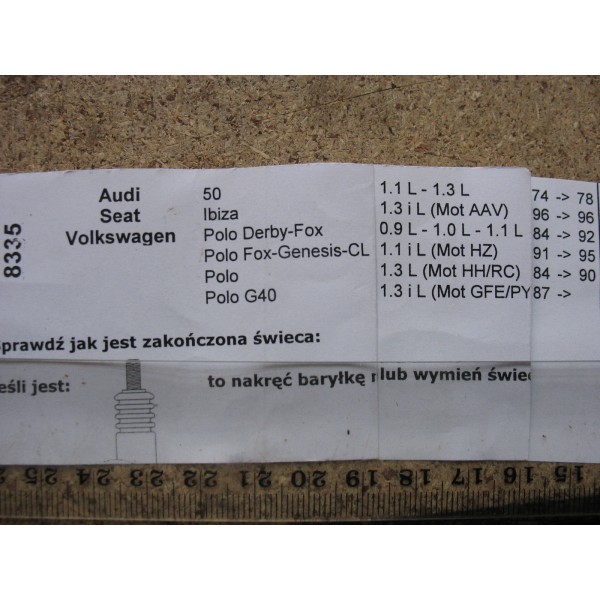 8335
Audi 50 1.1 L - 1.3 L 74 -> 78
Seat Ibiza 1.3 i L (Mot AAV) 96 -> 96
Volkswagen Polo Derby-Fox 0.9 L - 1.0 L - 1.1 L 84 -> 92
Polo Fox-Genesis-CL 1.1 i L (Mot HZ) 91 -> 95
Polo 1.3 L (Mot HH/RC) 84 -> 90
Polo G40 1.3 i L (Mot GFE/PY 87 ->
prawdź jak jest zakończona świeca:
eśli jest: to nakręć baryłkę lub wymień świe
25 24 23 22 21 20 19 18 17 16 15